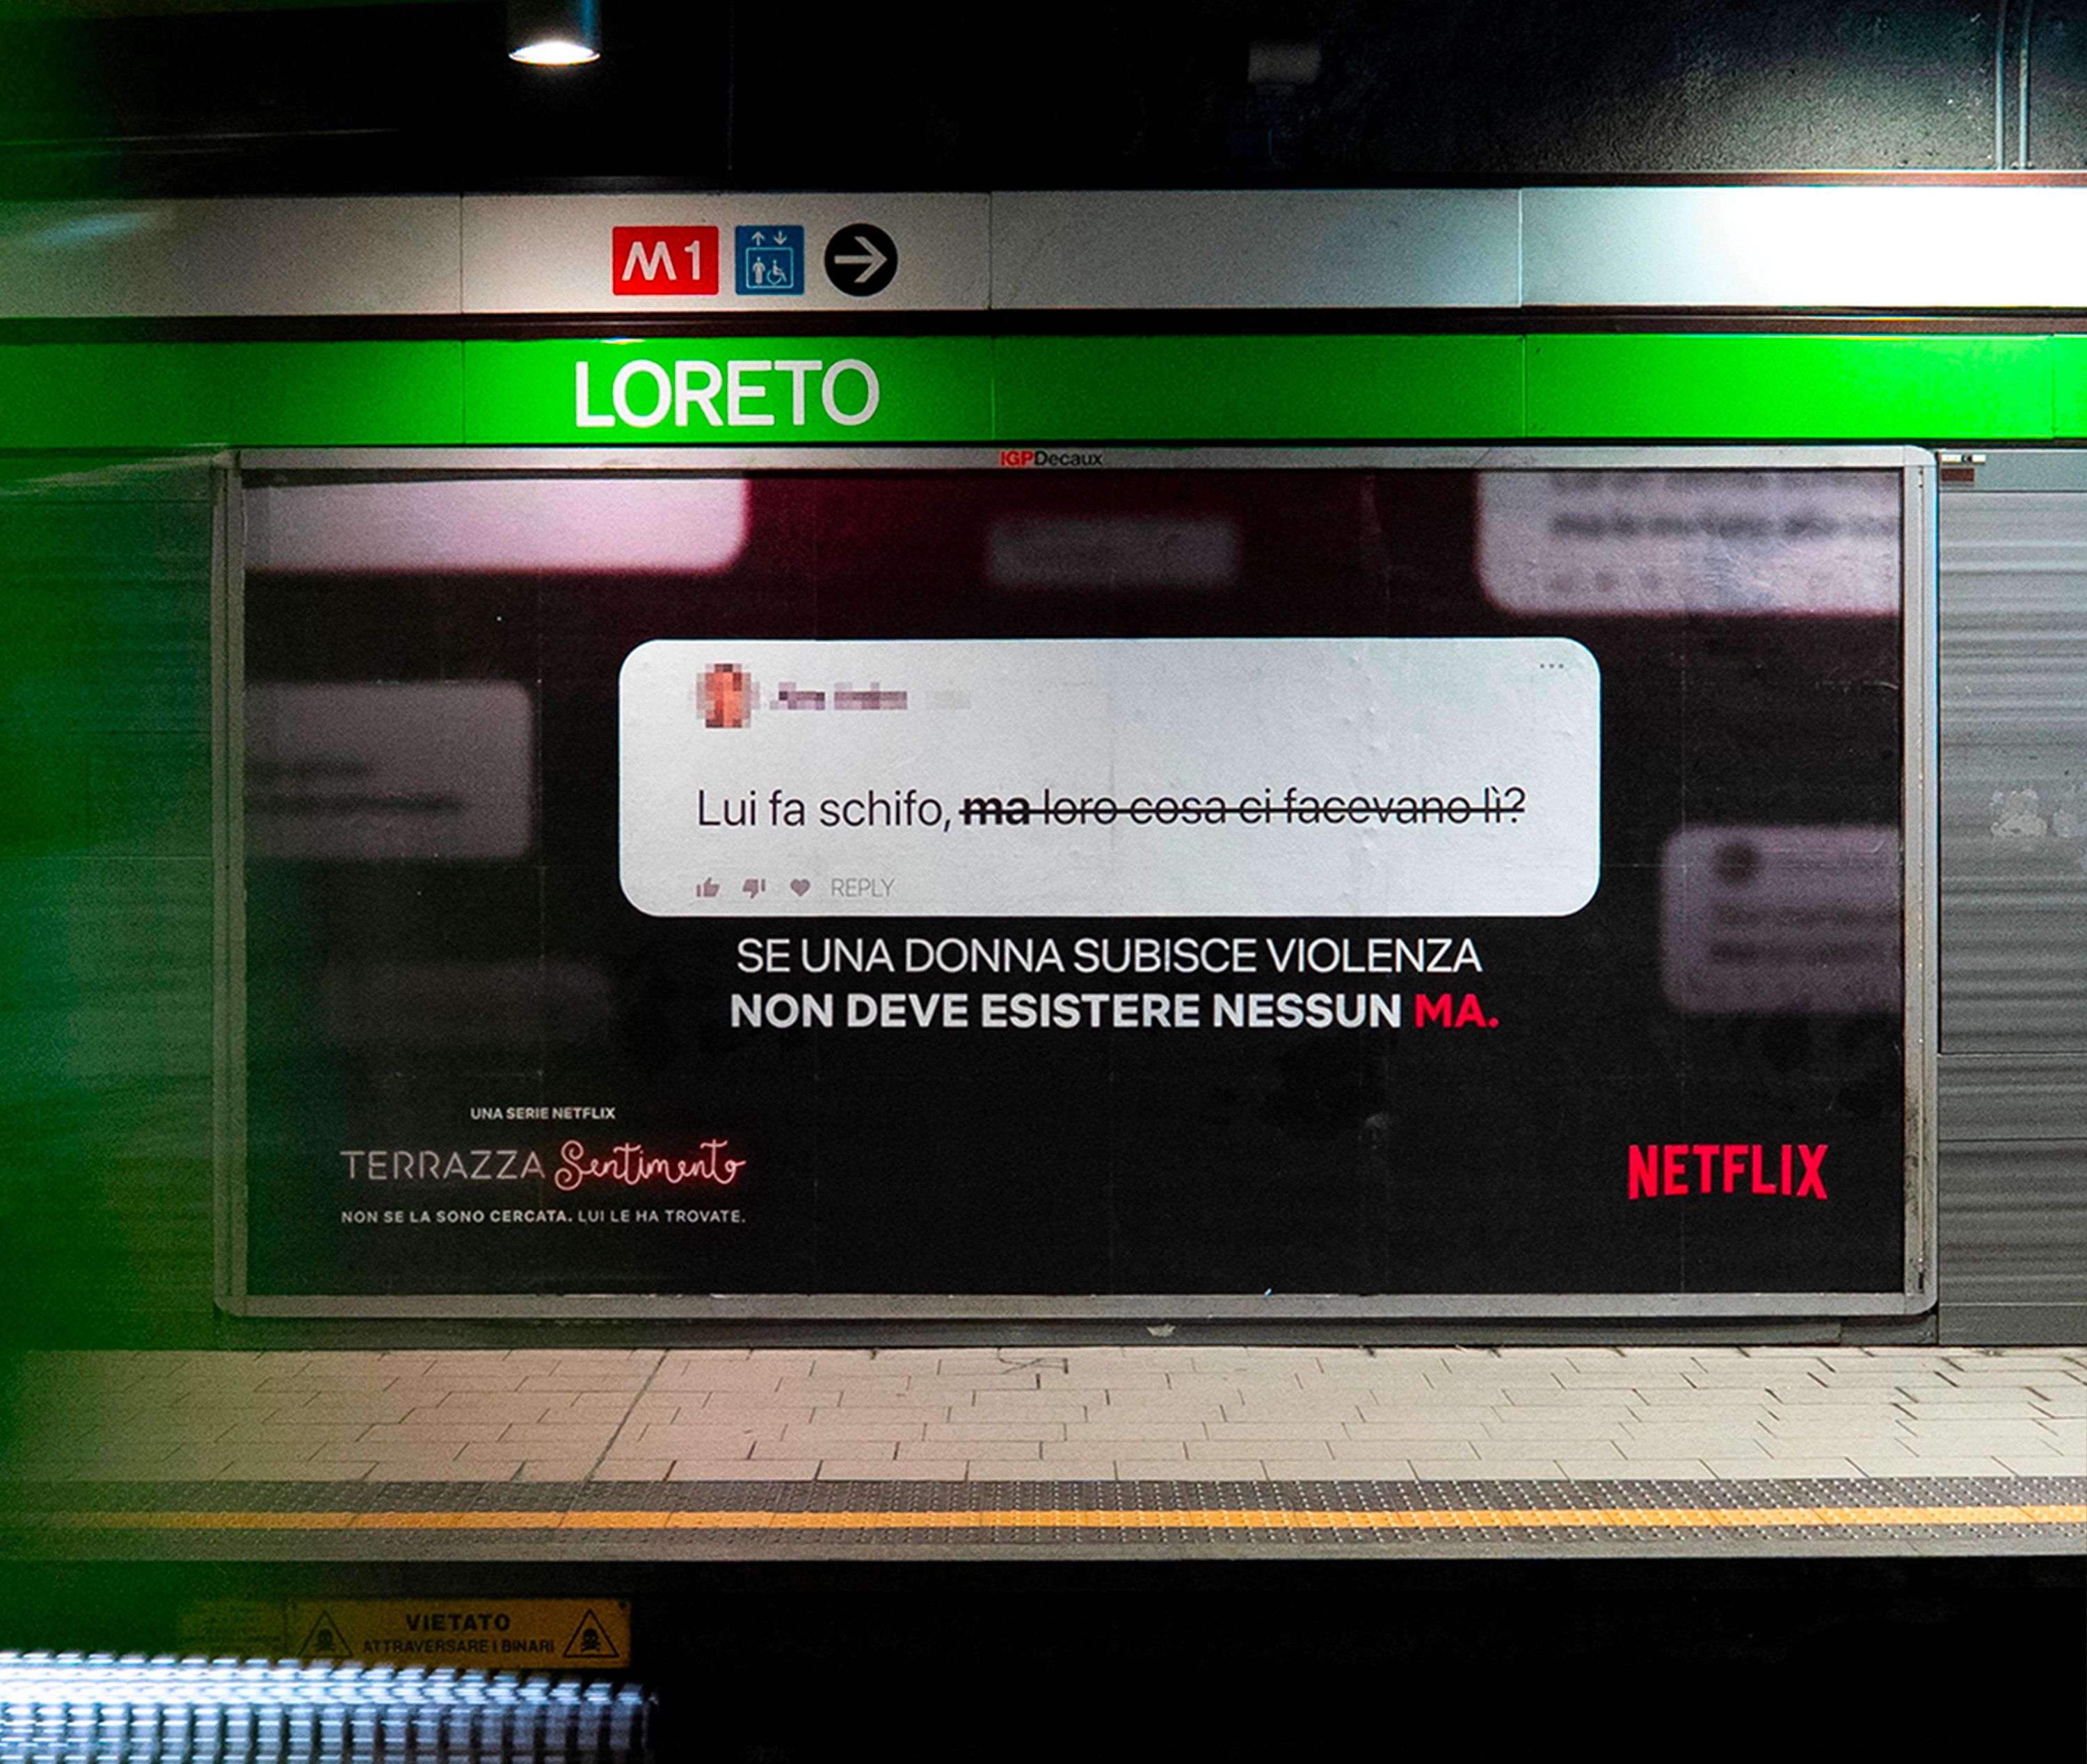 M1
LORETO
IGPDecaux
Lui fa schifo, ma loro cosa ci facevano lì?
REPLY
SE UNA DONNA SUBISCE VIOLENZA
NON DEVE ESISTERE NESSUN MA.
UNA SERIE NETFLIX
TERRAZZA Sentimento
NON SE LA SONO CERCATA. LUI LE HA TROVATE.
NETFLIX
VIETATO
ATTRAVERSARE I BINARI